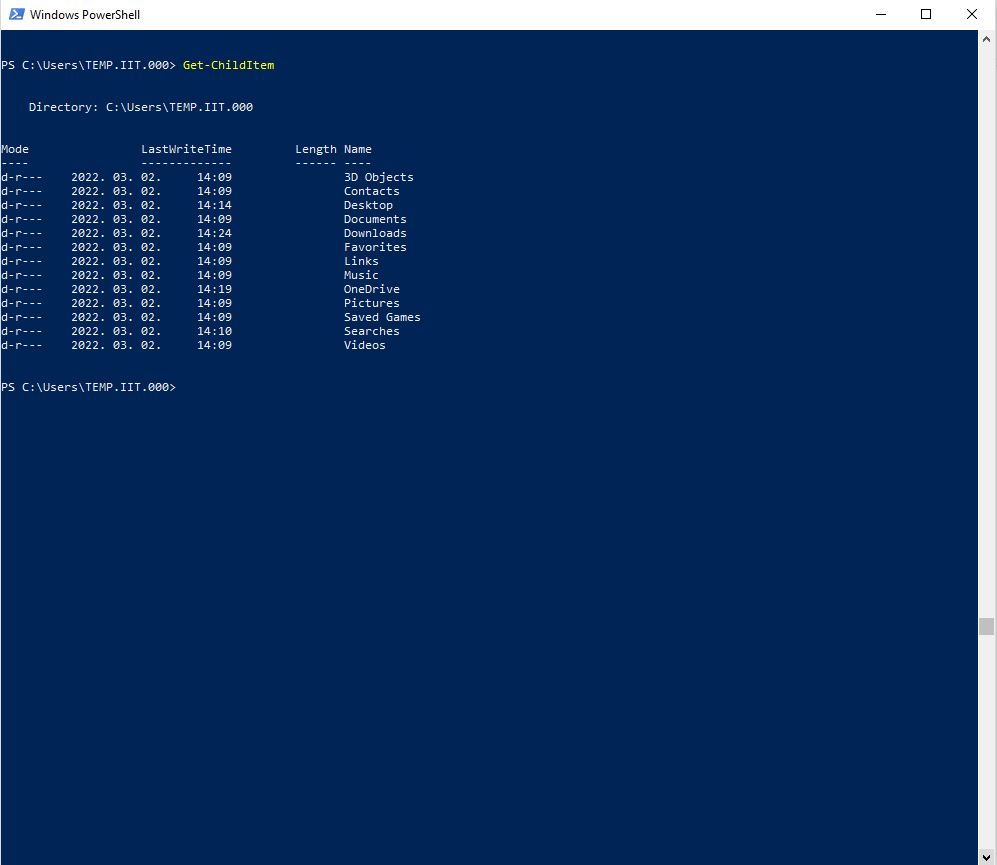 Windows PowerShell
PS C:\Users\TEMP.IIT.000> Get-ChildItem
Directory: C:\Users\TEMP.IIT.000
Mode                LastWriteTime         Length Name
----                -------------         ------ ----
d-r---    2022. 03. 02.     14:09                3D Objects
d-r---    2022. 03. 02.     14:09                Contacts
d-r---    2022. 03. 02.     14:14                Desktop
d-r---    2022. 03. 02.     14:09                Documents
d-r---    2022. 03. 02.     14:24                Downloads
d-r---    2022. 03. 02.     14:09                Favorites
d-r---    2022. 03. 02.     14:09                Links
d-r---    2022. 03. 02.     14:09                Music
d-r---    2022. 03. 02.     14:19                OneDrive
d-r---    2022. 03. 02.     14:09                Pictures
d-r---    2022. 03. 02.     14:09                Saved Games
d-r---    2022. 03. 02.     14:10                Searches
d-r---    2022. 03. 02.     14:09                Videos
PS C:\Users\TEMP.IIT.000>